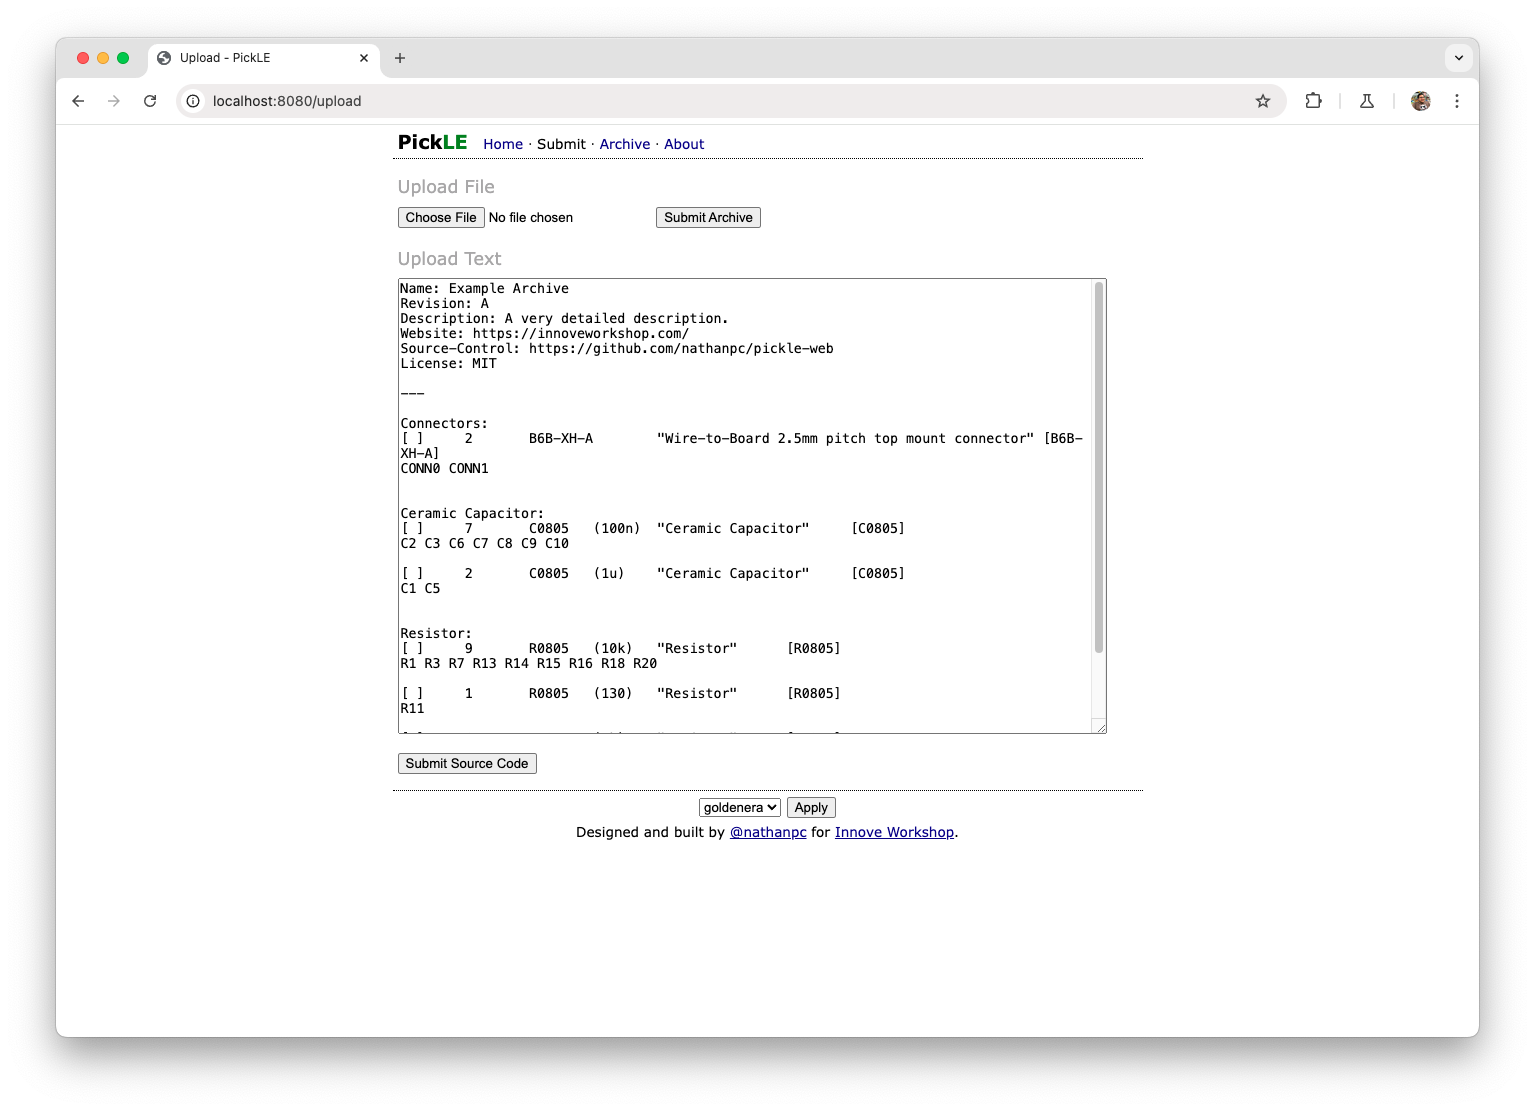 Upload - PickLE
localhost:8080/upload
PickLE Home · Submit · Archive · About
Upload File
Choose File No file chosen Submit Archive
Upload Text
Name: Example Archive
Revision: A
Description: A very detailed description.
Website: https://innoveworkshop.com/
Source-Control: https://github.com/nathanpc/pickle-web
License: MIT
---
Connectors:
[ ] 2 B6B-XH-A "Wire-to-Board 2.5mm pitch top mount connector" [B6B-
XH-A]
CONN0 CONN1
Ceramic Capacitor:
[ ] 7 C0805 (100n) "Ceramic Capacitor" [C0805]
C2 C3 C6 C7 C8 C9 C10
[ ] 2 C0805 (1u) "Ceramic Capacitor" [C0805]
C1 C5
Resistor:
[ ] 9 R0805 (10k) "Resistor" [R0805]
R1 R3 R7 R13 R14 R15 R16 R18 R20
[ ] 1 R0805 (130) "Resistor" [R0805]
R11
Submit Source Code
goldenera Apply
Designed and built by @nathanpc for Innove Workshop.